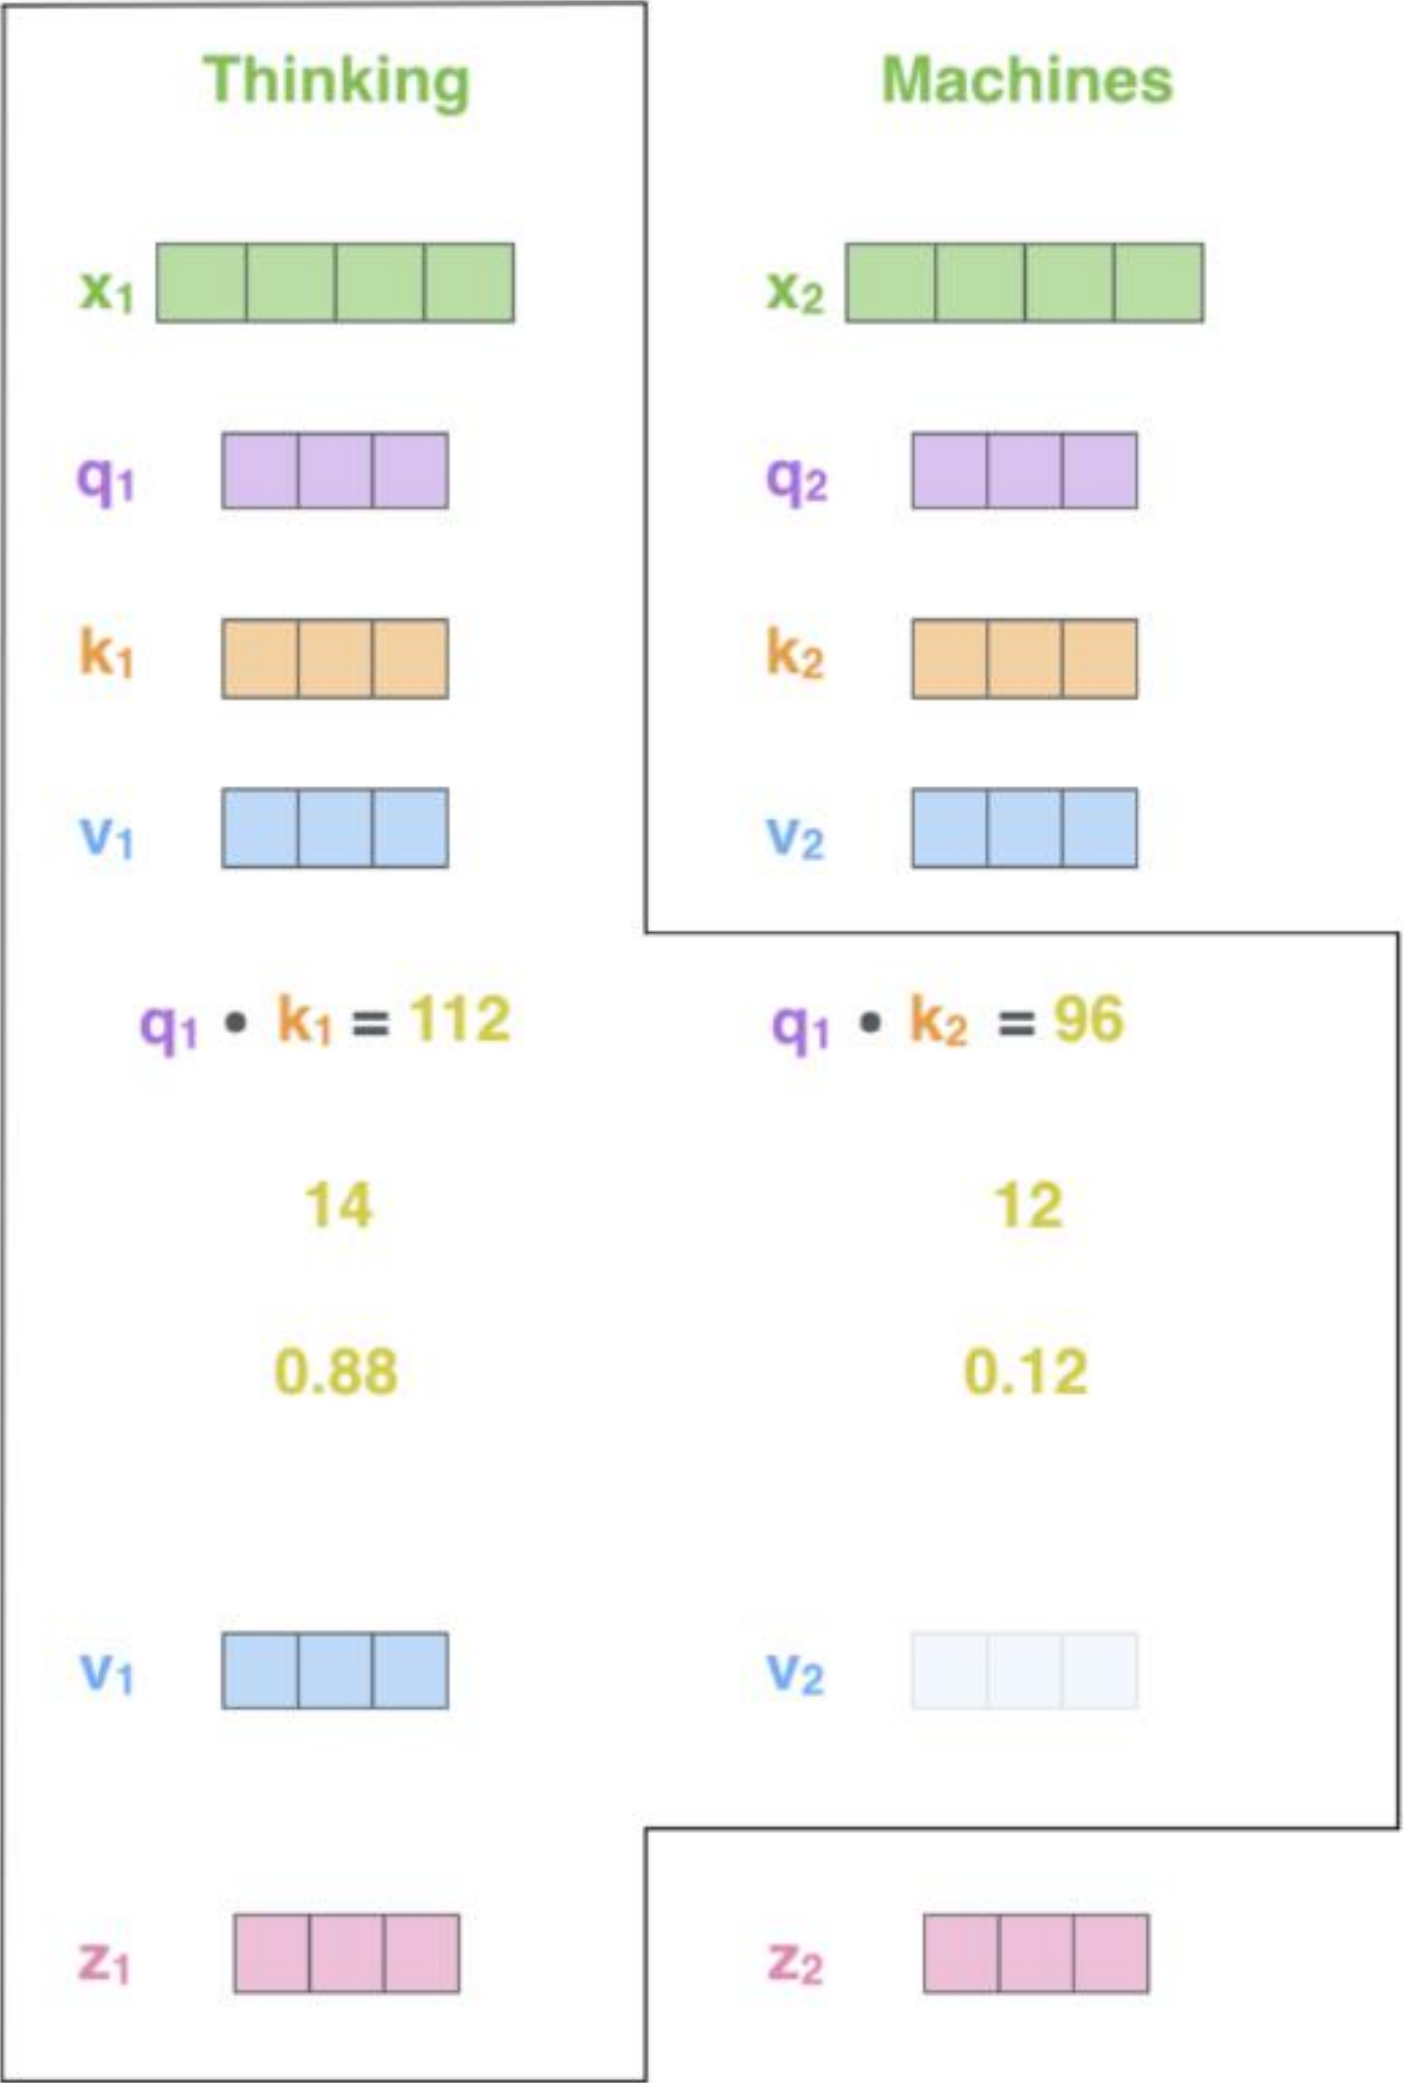 Thinking Machines
x₁ x₂
q₁ q₂
k₁ k₂
v₁ v₂
q₁ • k₁ = 112 q₁ • k₂ = 96
14 12
0.88 0.12
v₁ v₂
z₁ z₂